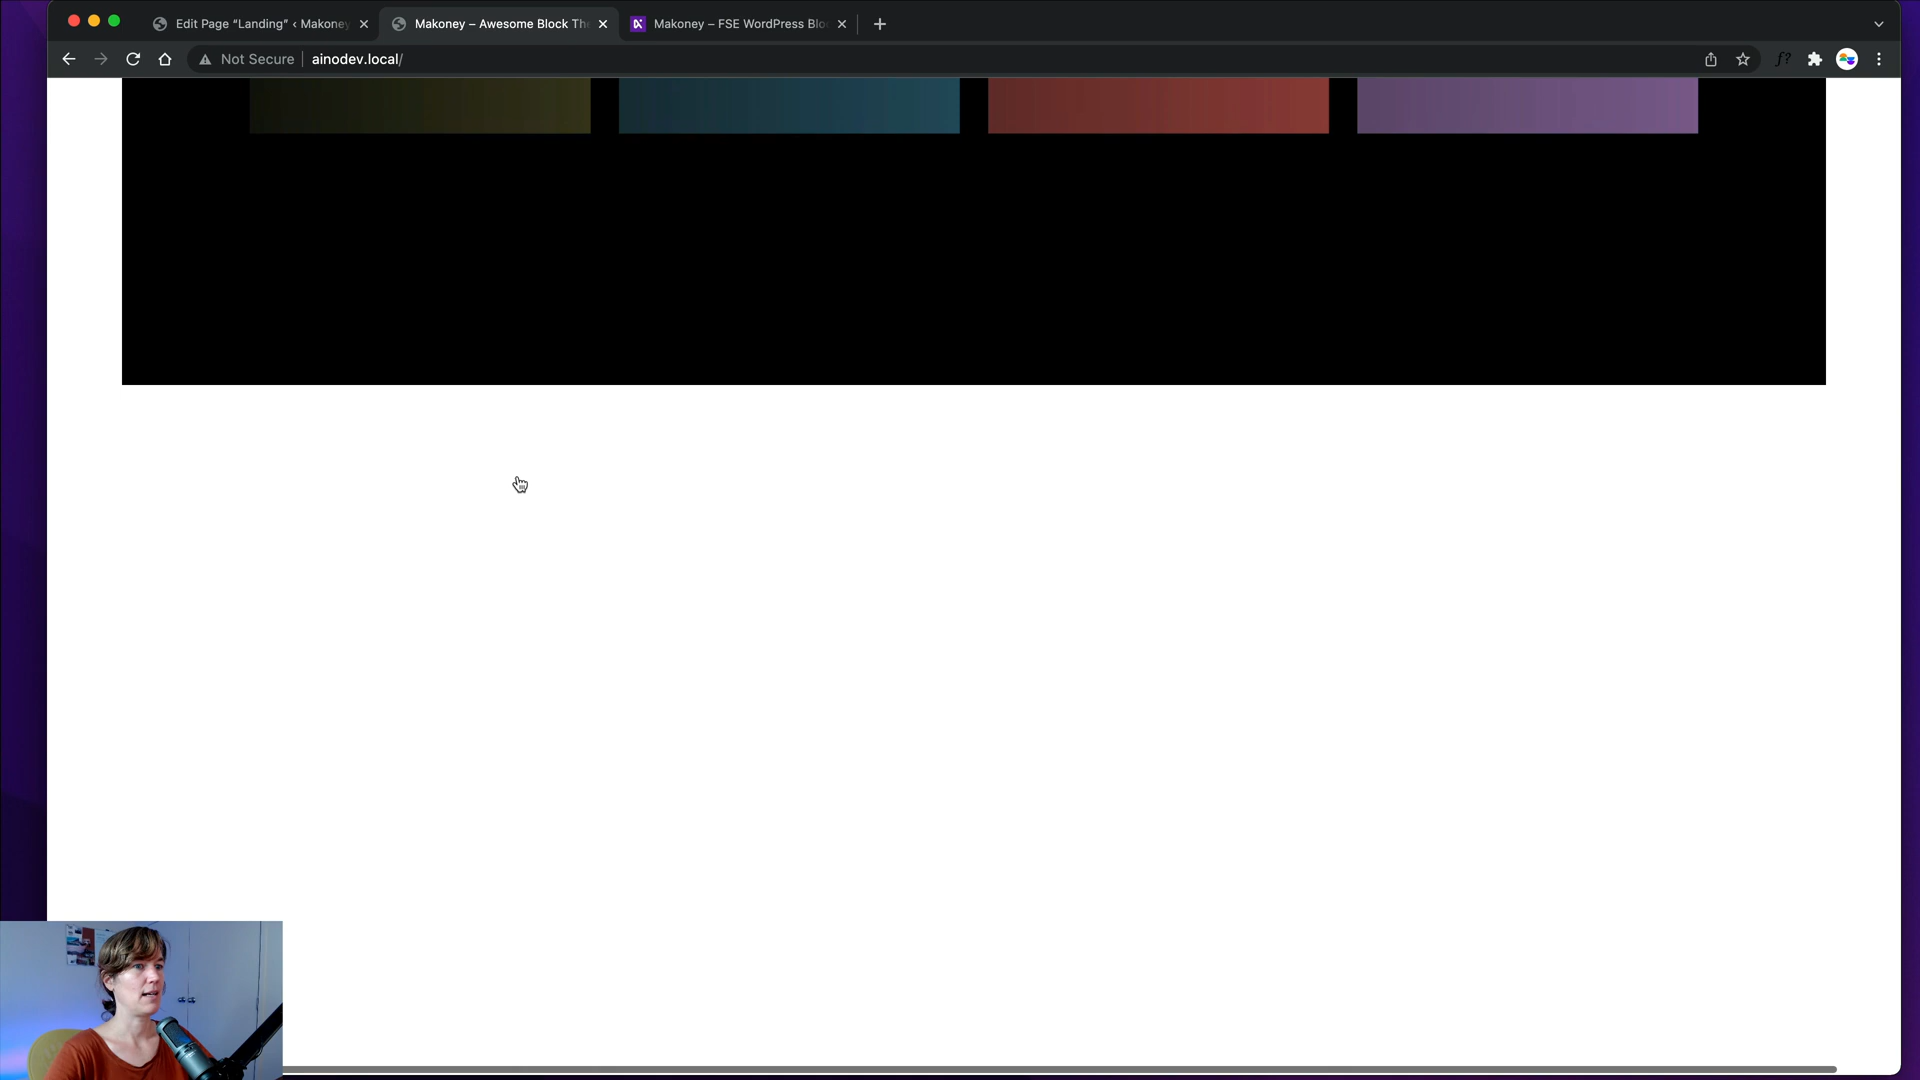 Edit Page “Landing” ‹ Makoney
Makoney – Awesome Block Th
Makoney – FSE WordPress Blo
Not Secure
ainodev.local/
f?